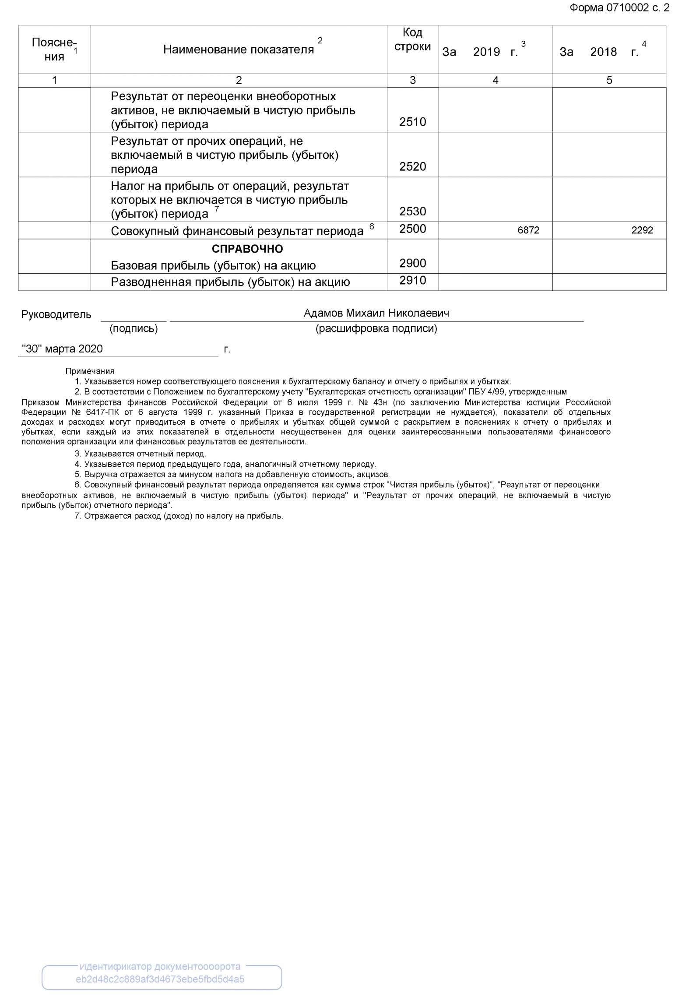 Форма 0710002 с. 2
Поясне-
ния 1
Наименование показателя 2
Код
строки
За 2019 г. 3
За 2018 г. 4
1 2 3 4 5
Результат от переоценки внеоборотных
активов, не включаемый в чистую прибыль
(убыток) периода 2510
Результат от прочих операций, не
включаемый в чистую прибыль (убыток)
периода 2520
Налог на прибыль от операций, результат
которых не включается в чистую прибыль
(убыток) периода 7 2530
Совокупный финансовый результат периода 6 2500 6872 2292
СПРАВОЧНО
Базовая прибыль (убыток) на акцию 2900
Разводненная прибыль (убыток) на акцию 2910
Руководитель Адамов Михаил Николаевич
(подпись) (расшифровка подписи)
"30" марта 2020 г.
Примечания
1. Указывается номер соответствующего пояснения к бухгалтерскому балансу и отчету о прибылях и убытках.
2. В соответствии с Положением по бухгалтерскому учету "Бухгалтерская отчетность организации" ПБУ 4/99, утвержденным
Приказом Министерства финансов Российской Федерации от 6 июля 1999 г. № 43н (по заключению Министерства юстиции Российской
Федерации № 6417-ПК от 6 августа 1999 г. указанный Приказ в государственной регистрации не нуждается), показатели об отдельных
доходах и расходах могут приводиться в отчете о прибылях и убытках общей суммой с раскрытием в пояснениях к отчету о прибылях и
убытках, если каждый из этих показателей в отдельности несущественен для оценки заинтересованными пользователями финансового
положения организации или финансовых результатов ее деятельности.
3. Указывается отчетный период.
4. Указывается период предыдущего года, аналогичный отчетному периоду.
5. Выручка отражается за минусом налога на добавленную стоимость, акцизов.
6. Совокупный финансовый результат периода определяется как сумма строк "Чистая прибыль (убыток)", "Результат от переоценки
внеоборотных активов, не включаемый в чистую прибыль (убыток) периода" и "Результат от прочих операций, не включаемый в чистую
прибыль (убыток) отчетного периода".
7. Отражается расход (доход) по налогу на прибыль.
Идентификатор документооборота
eb2d48c2c889af3d4673ebe5fbd5d4a5